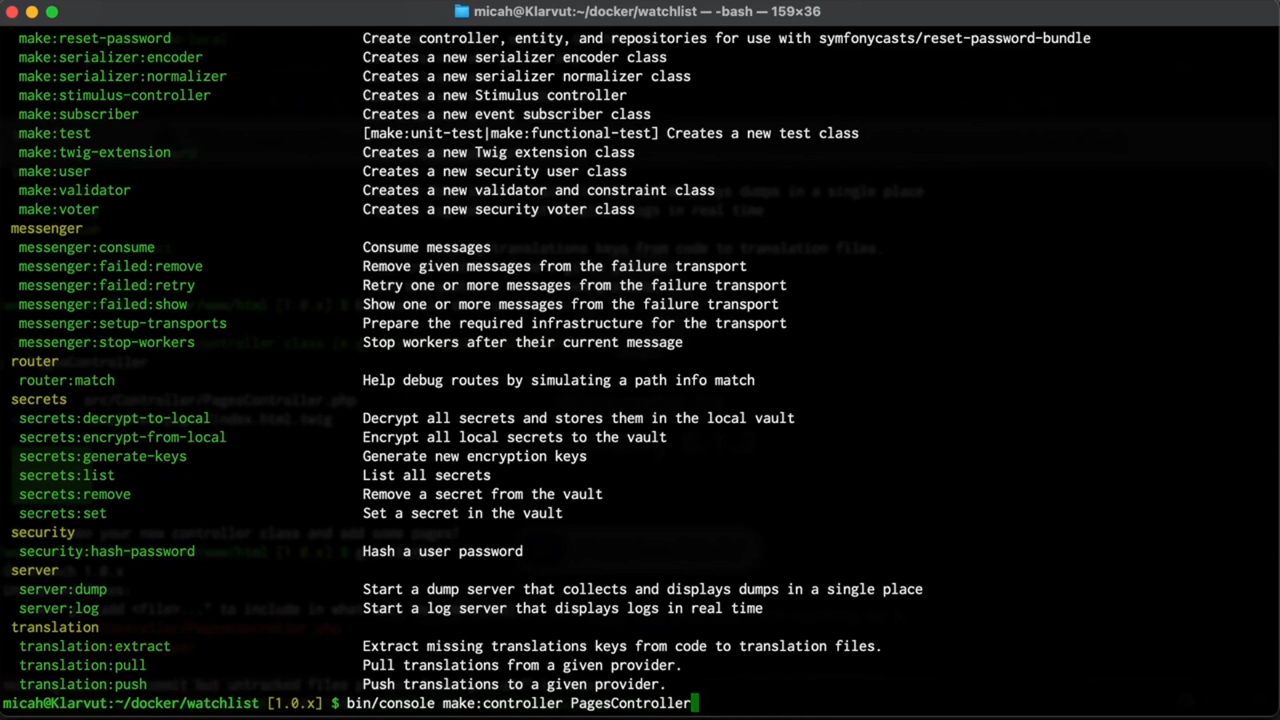 micah@Klarvut:~/docker/watchlist — -bash — 159×36
make:reset-password Create controller, entity, and repositories for use with symfonycasts/reset-password-bundle
make:serializer:encoder Creates a new serializer encoder class
make:serializer:normalizer Creates a new serializer normalizer class
make:stimulus-controller Creates a new Stimulus controller
make:subscriber Creates a new event subscriber class
make:test [make:unit-test|make:functional-test] Creates a new test class
make:twig-extension Creates a new Twig extension class
make:user Creates a new security user class
make:validator Creates a new validator and constraint class
make:voter Creates a new security voter class
messenger
messenger:consume Consume messages
messenger:failed:remove Remove given messages from the failure transport
messenger:failed:retry Retry one or more messages from the failure transport
messenger:failed:show Show one or more messages from the failure transport
messenger:setup-transports Prepare the required infrastructure for the transport
messenger:stop-workers Stop workers after their current message
router
router:match Help debug routes by simulating a path info match
secrets
secrets:decrypt-to-local Decrypt all secrets and stores them in the local vault
secrets:encrypt-from-local Encrypt all local secrets to the vault
secrets:generate-keys Generate new encryption keys
secrets:list List all secrets
secrets:remove Remove a secret from the vault
secrets:set Set a secret in the vault
security
security:hash-password Hash a user password
server
server:dump Start a dump server that collects and displays dumps in a single place
server:log Start a log server that displays logs in real time
translation
translation:extract Extract missing translations keys from code to translation files.
translation:pull Pull translations from a given provider.
translation:push Push translations to a given provider.
micah@Klarvut:~/docker/watchlist [1.0.x] $ bin/console make:controller PagesController